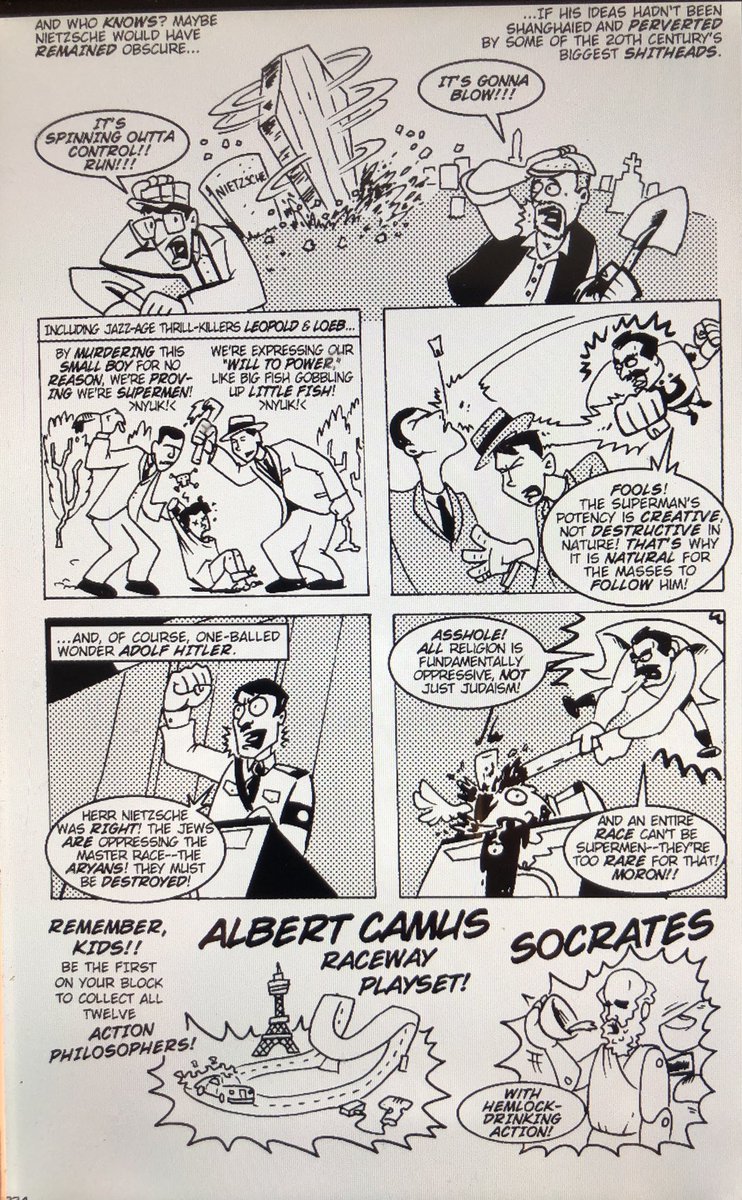 AND WHO KNOWS? MAYBE
NIETZSCHE WOULD HAVE
REMAINED OBSCURE...
...IF HIS IDEAS HADN'T BEEN
SHANGHAIED AND PERVERTED
BY SOME OF THE 20TH CENTURY'S
BIGGEST SHITHEADS.
IT'S
SPINNING OUTTA
CONTROL!!
RUN!!!
NIETZSCHE
IT'S GONNA
BLOW!!!
INCLUDING JAZZ-AGE THRILL-KILLERS LEOPOLD & LOEB...
BY MURDERING THIS
SMALL BOY FOR NO
REASON, WE'RE PROV-
ING WE'RE SUPERMEN!
>NYUK!<
WE'RE EXPRESSING OUR
"WILL TO POWER,"
LIKE BIG FISH GOBBLING
UP LITTLE FISH!
>NYUK!<
FOOLS!
THE SUPERMAN'S
POTENCY IS CREATIVE,
NOT DESTRUCTIVE IN
NATURE! THAT'S WHY
IT IS NATURAL FOR
THE MASSES TO
FOLLOW HIM!
...AND, OF COURSE, ONE-BALLED
WONDER ADOLF HITLER.
HERR NIETZSCHE
WAS RIGHT! THE JEWS
ARE OPPRESSING THE
MASTER RACE--THE
ARYANS! THEY MUST
BE DESTROYED!
ASSHOLE!
ALL RELIGION IS
FUNDAMENTALLY
OPPRESSIVE, NOT
JUST JUDAISM!
AND AN ENTIRE
RACE CAN'T BE
SUPERMEN--THEY'RE
TOO RARE FOR THAT!
MORON!!
REMEMBER,
KIDS!!
BE THE FIRST
ON YOUR BLOCK
TO COLLECT ALL
TWELVE
ACTION
PHILOSOPHERS!
ALBERT CAMUS
RACEWAY
PLAYSET!
SOCRATES
WITH
HEMLOCK-
DRINKING
ACTION!